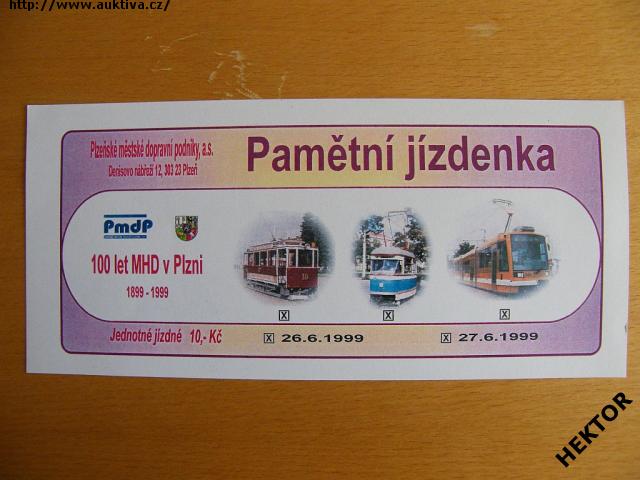 http://www.auktiva.cz/
Plzeňské městské dopravní podniky, a.s.
Denisovo nábřeží 12, 303 23 Plzeň
Pamětní jízdenka
PmdP
100 let MHD v Plzni
1899 - 1999
18
Jednotné jízdné 10,- Kč
☒ ☒ ☒
☒ 26.6.1999 ☒ 27.6.1999
HEKTOR